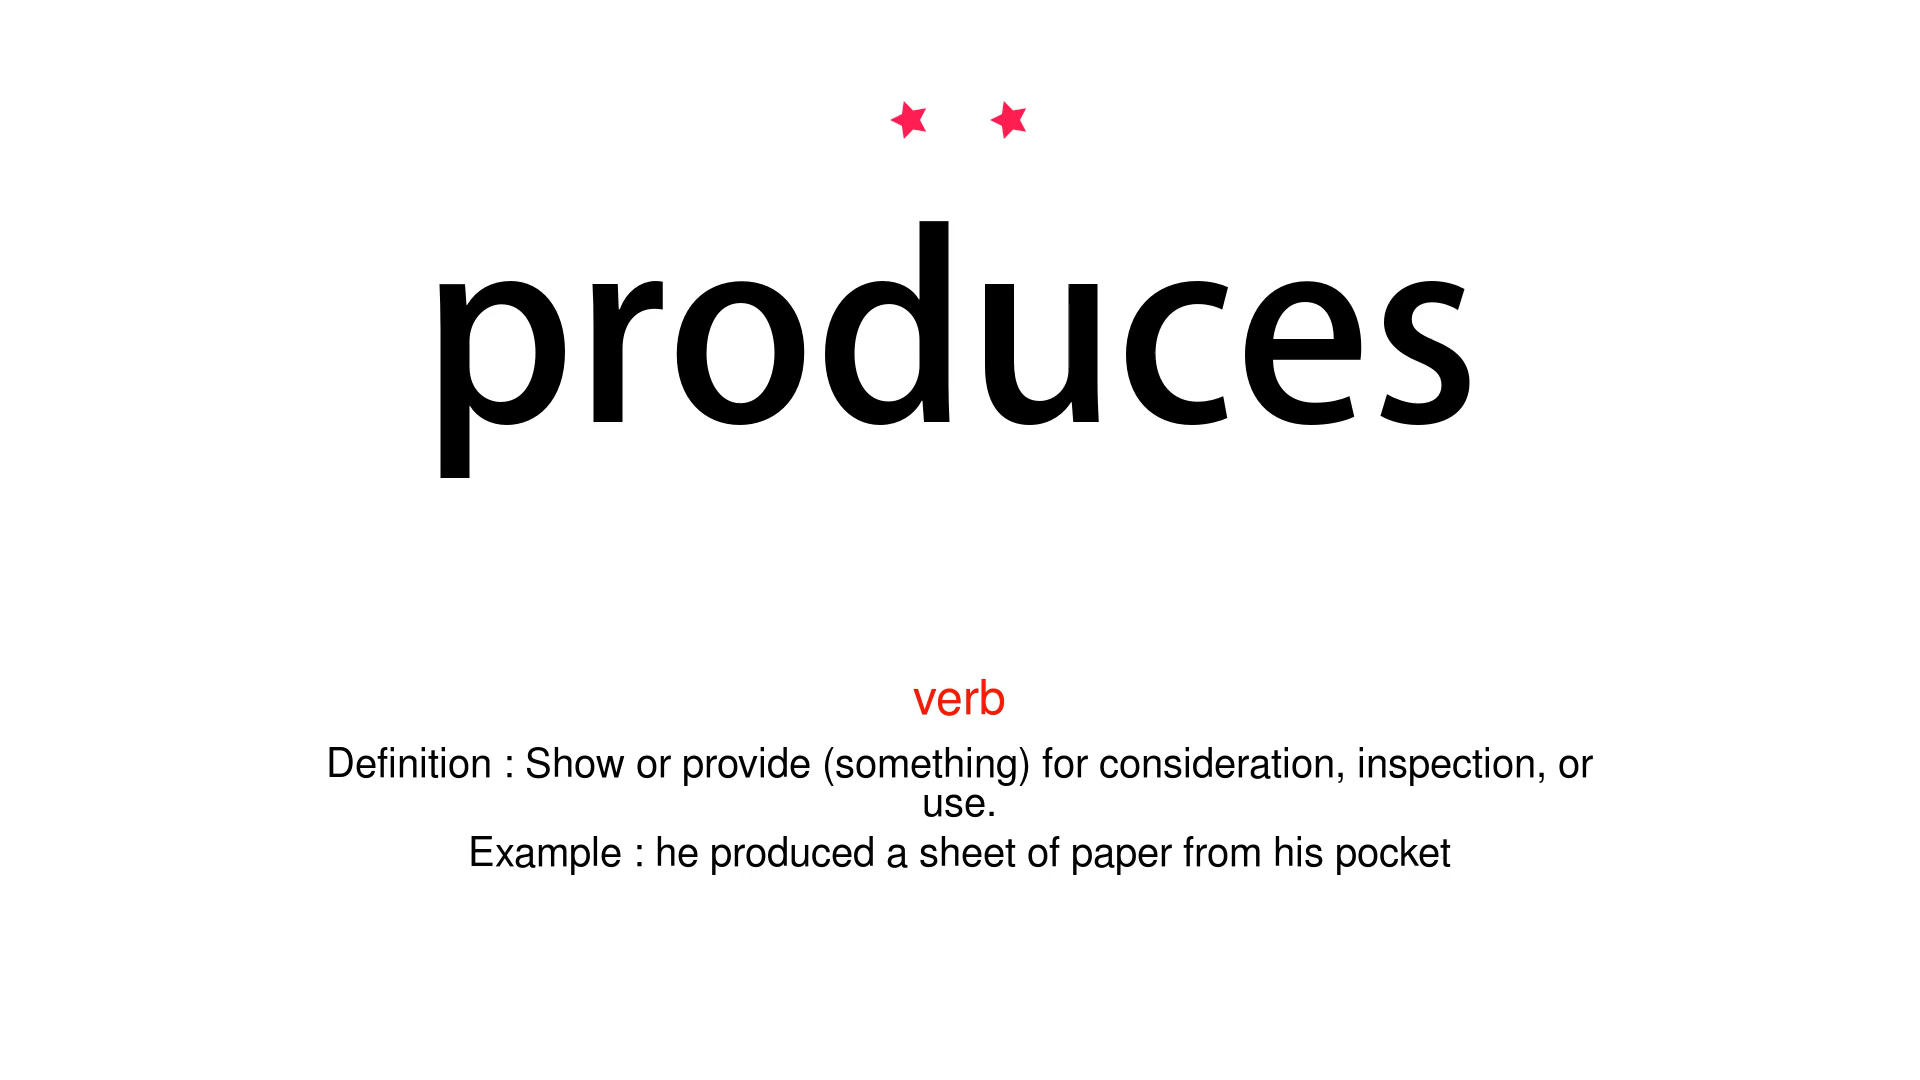 produces
verb
Definition : Show or provide (something) for consideration, inspection, or
use.
Example : he produced a sheet of paper from his pocket